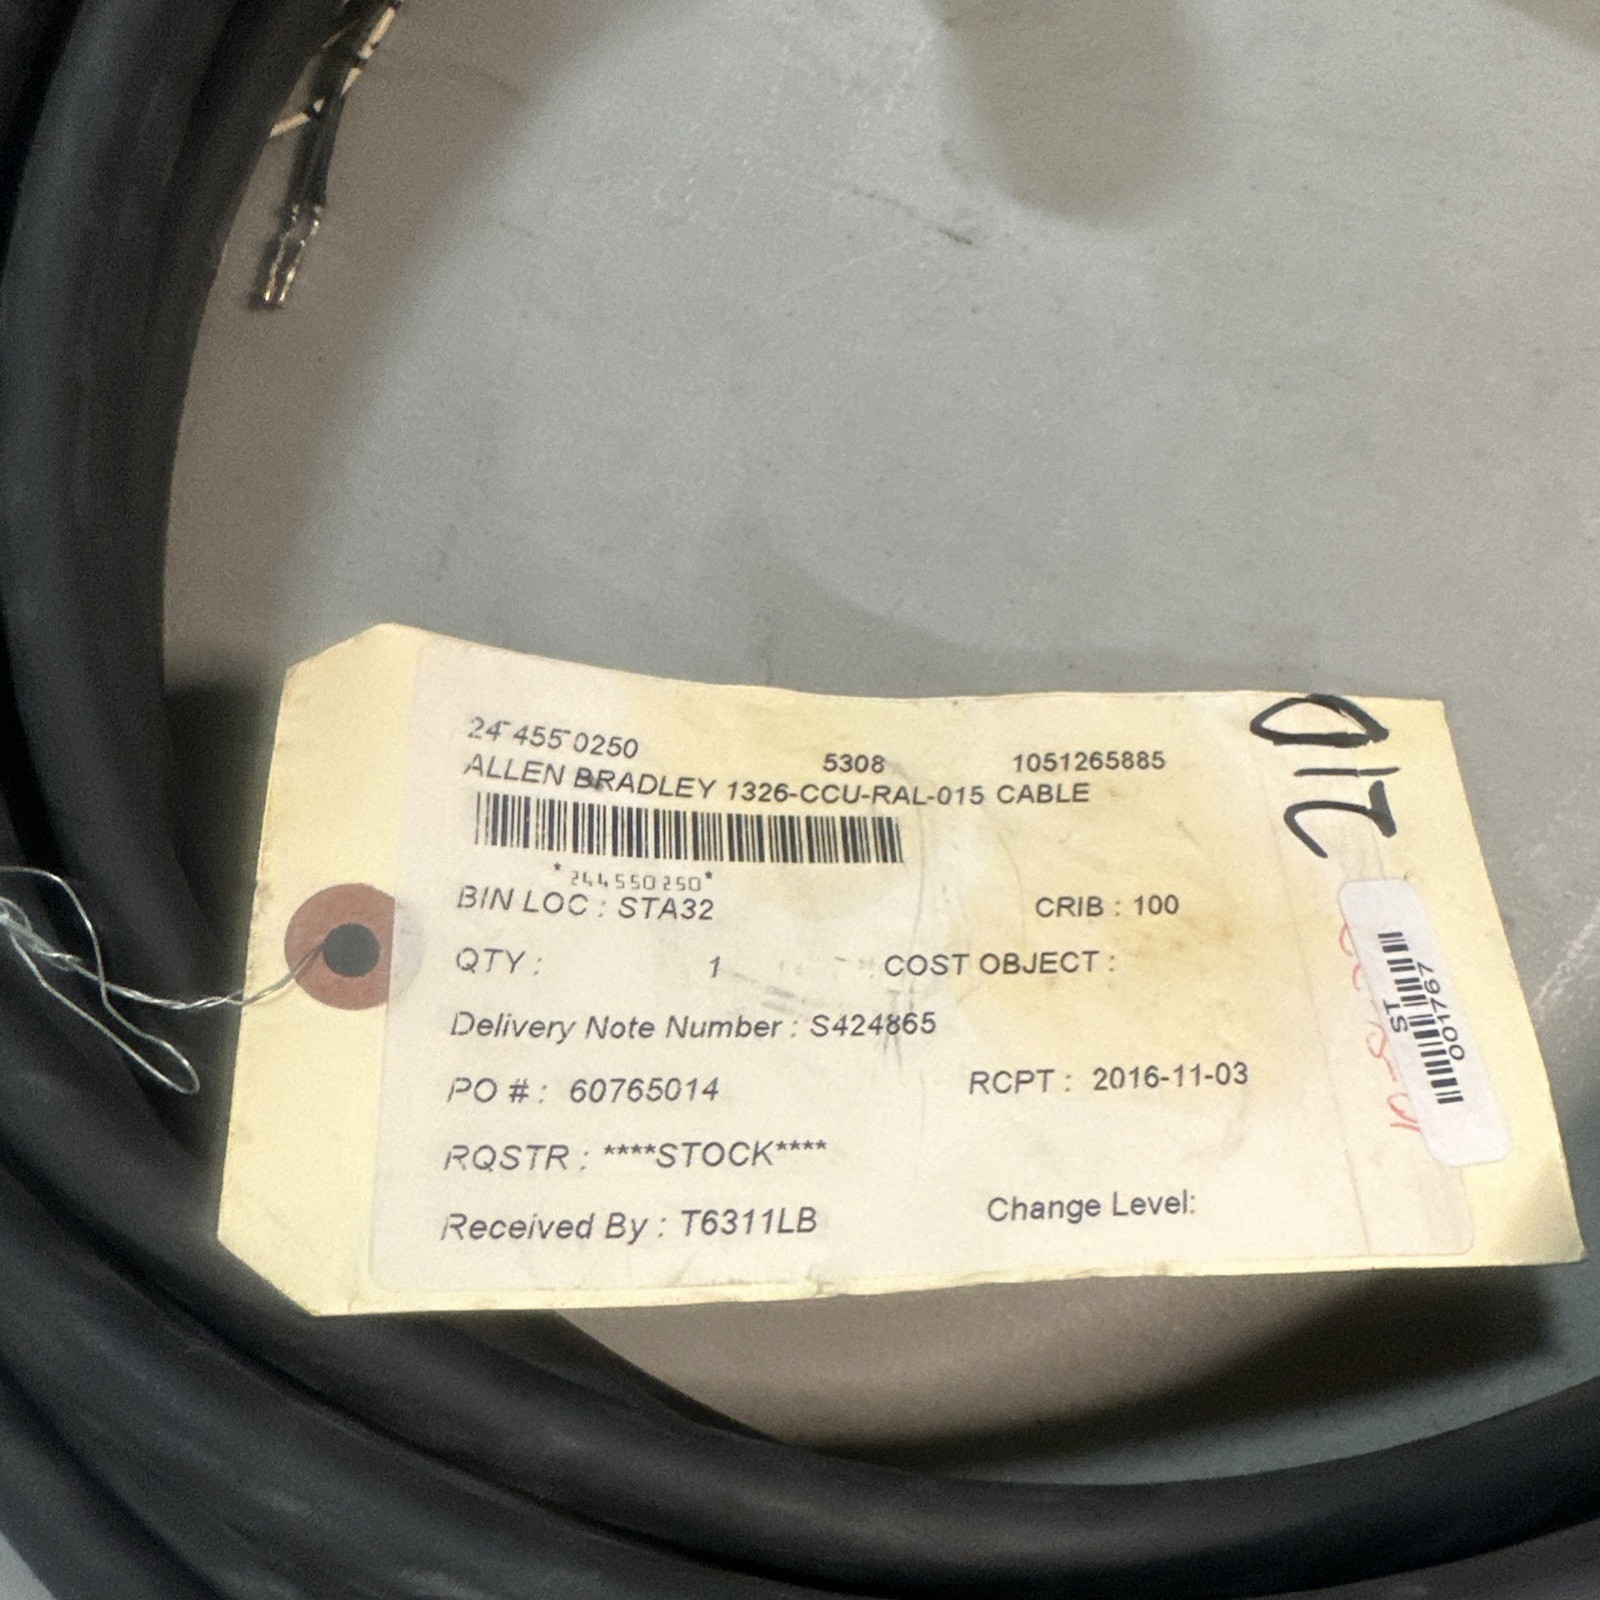 24 455 0250 5308 1051265885
ALLEN BRADLEY 1326-CCU-RAL-015 CABLE
*244550250*
BIN LOC : STA32 CRIB : 100
QTY : 1 COST OBJECT :
Delivery Note Number : S424865
PO # : 60765014 RCPT : 2016-11-03
RQSTR : ****STOCK****
Received By : T6311LB Change Level:
ST
001767